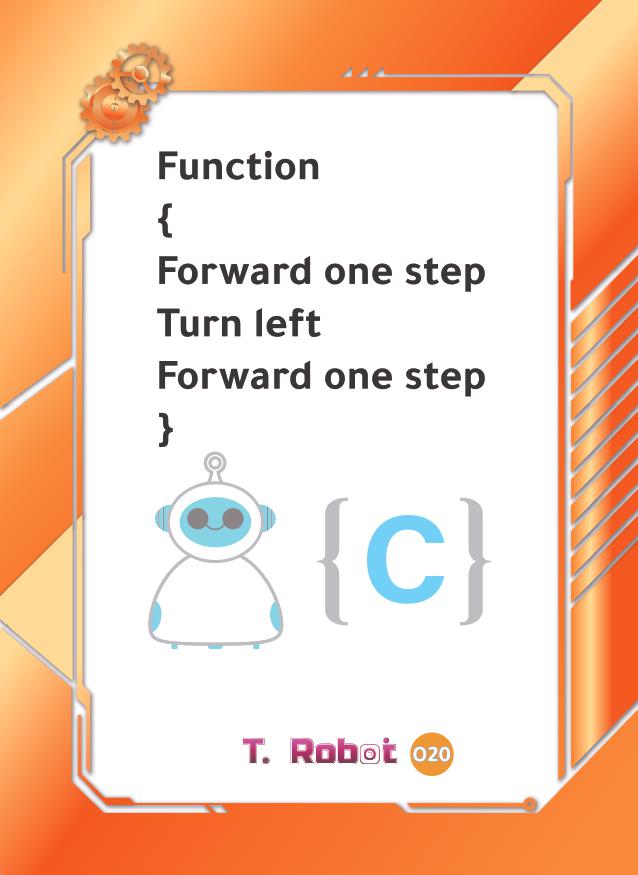 Function
{
Forward one step
Turn left
Forward one step
}
{C}
T. Robot 020